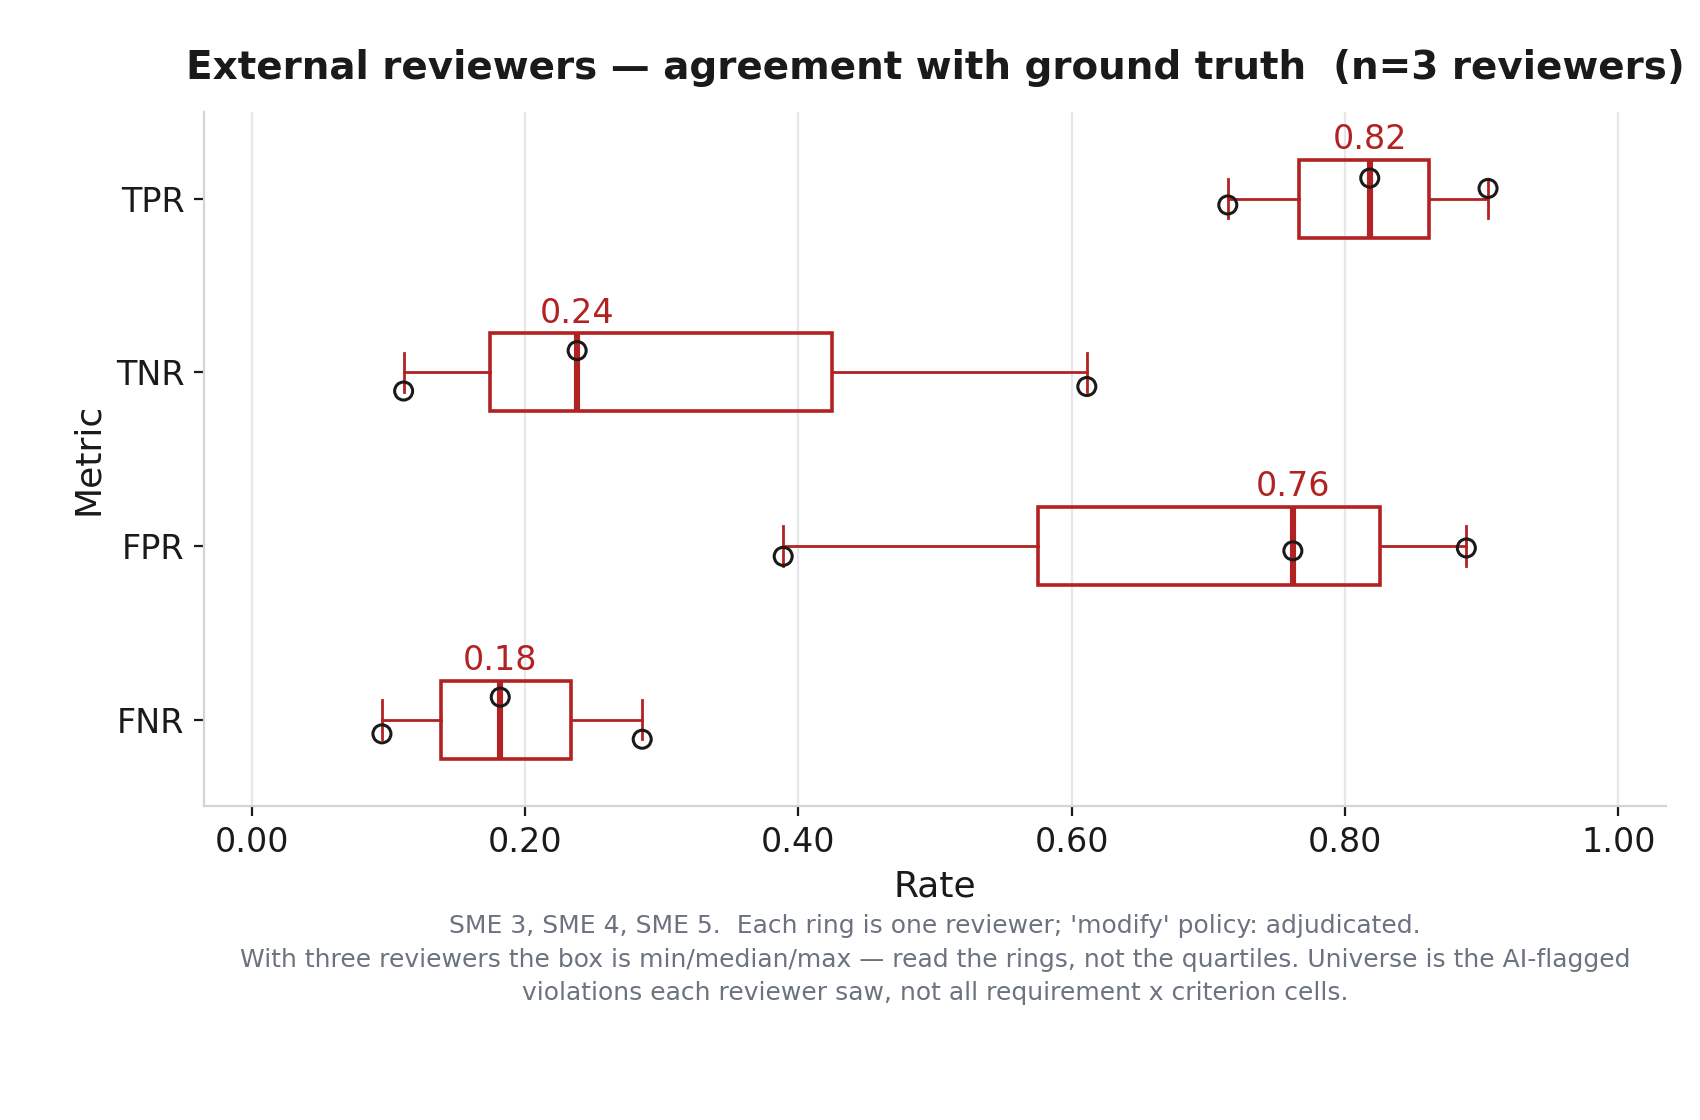 External reviewers — agreement with ground truth  (n=3 reviewers)
0.82
TPR
0.24
TNR
Metric
0.76
FPR
0.18
FNR
0.00 0.20 0.40 0.60 0.80 1.00
Rate
SME 3, SME 4, SME 5.  Each ring is one reviewer; 'modify' policy: adjudicated.
With three reviewers the box is min/median/max — read the rings, not the quartiles. Universe is the AI-flagged
violations each reviewer saw, not all requirement x criterion cells.